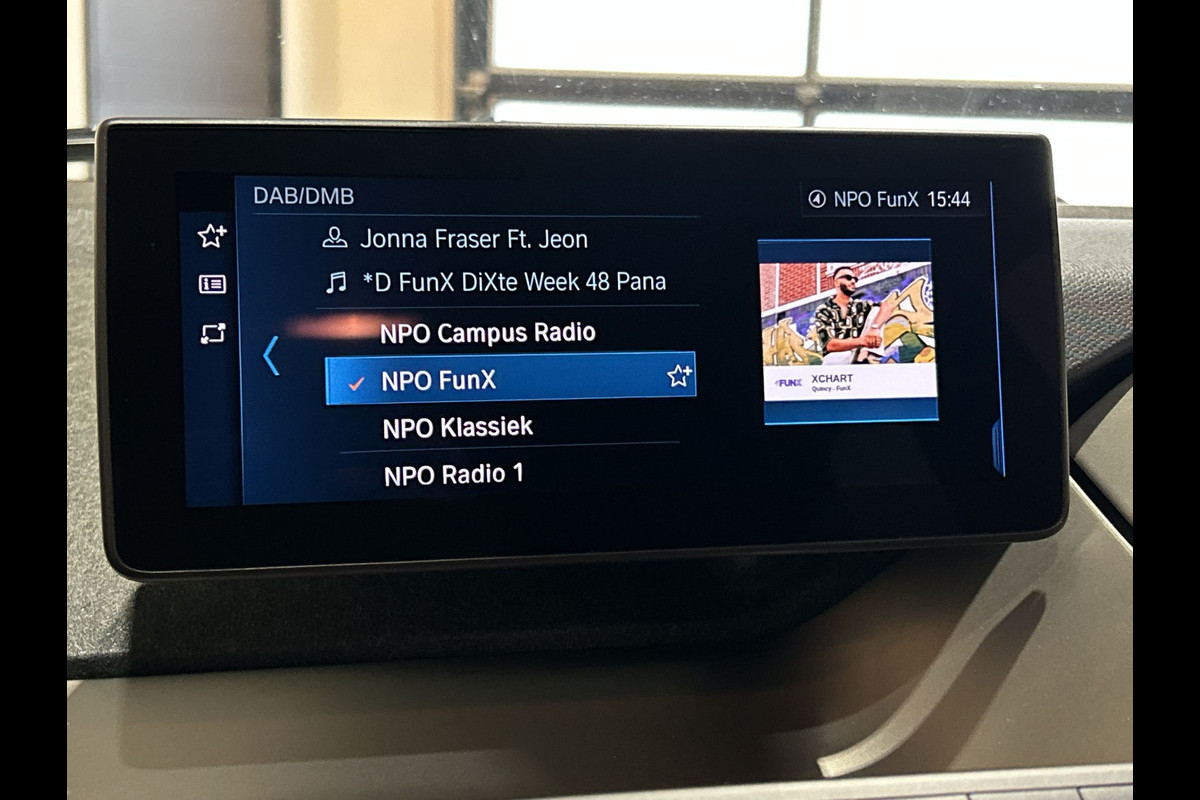 DAB/DMB
NPO FunX 15:44
Jonna Fraser Ft. Jeon
*D FunX DiXte Week 48 Pana
NPO Campus Radio
NPO FunX
NPO Klassiek
NPO Radio 1
FUNX XCHART
Quincy - FunX